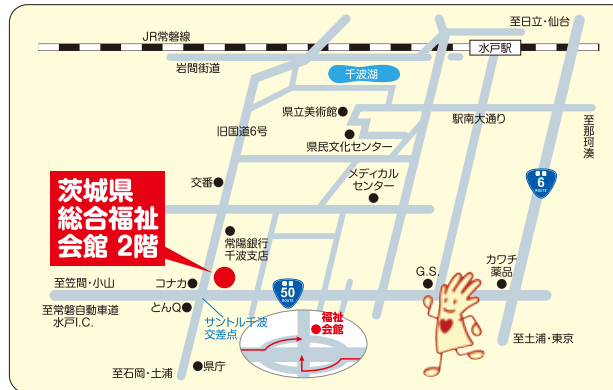 至日立・仙台
JR常磐線
水戸駅
岩間街道
千波湖
県立美術館
駅南大通り
旧国道6号
県民文化センター
至那珂湊
交番
メディカル
センター
6
ROUTE
茨城県
総合福祉
会館 2階
常陽銀行
千波支店
至笠間・小山
コナカ
50
ROUTE
G.S.
カワチ
薬品
至常磐自動車道
水戸I.C.
とんQ
サントル千波
交差点
福祉
会館
至土浦・東京
県庁
至石岡・土浦